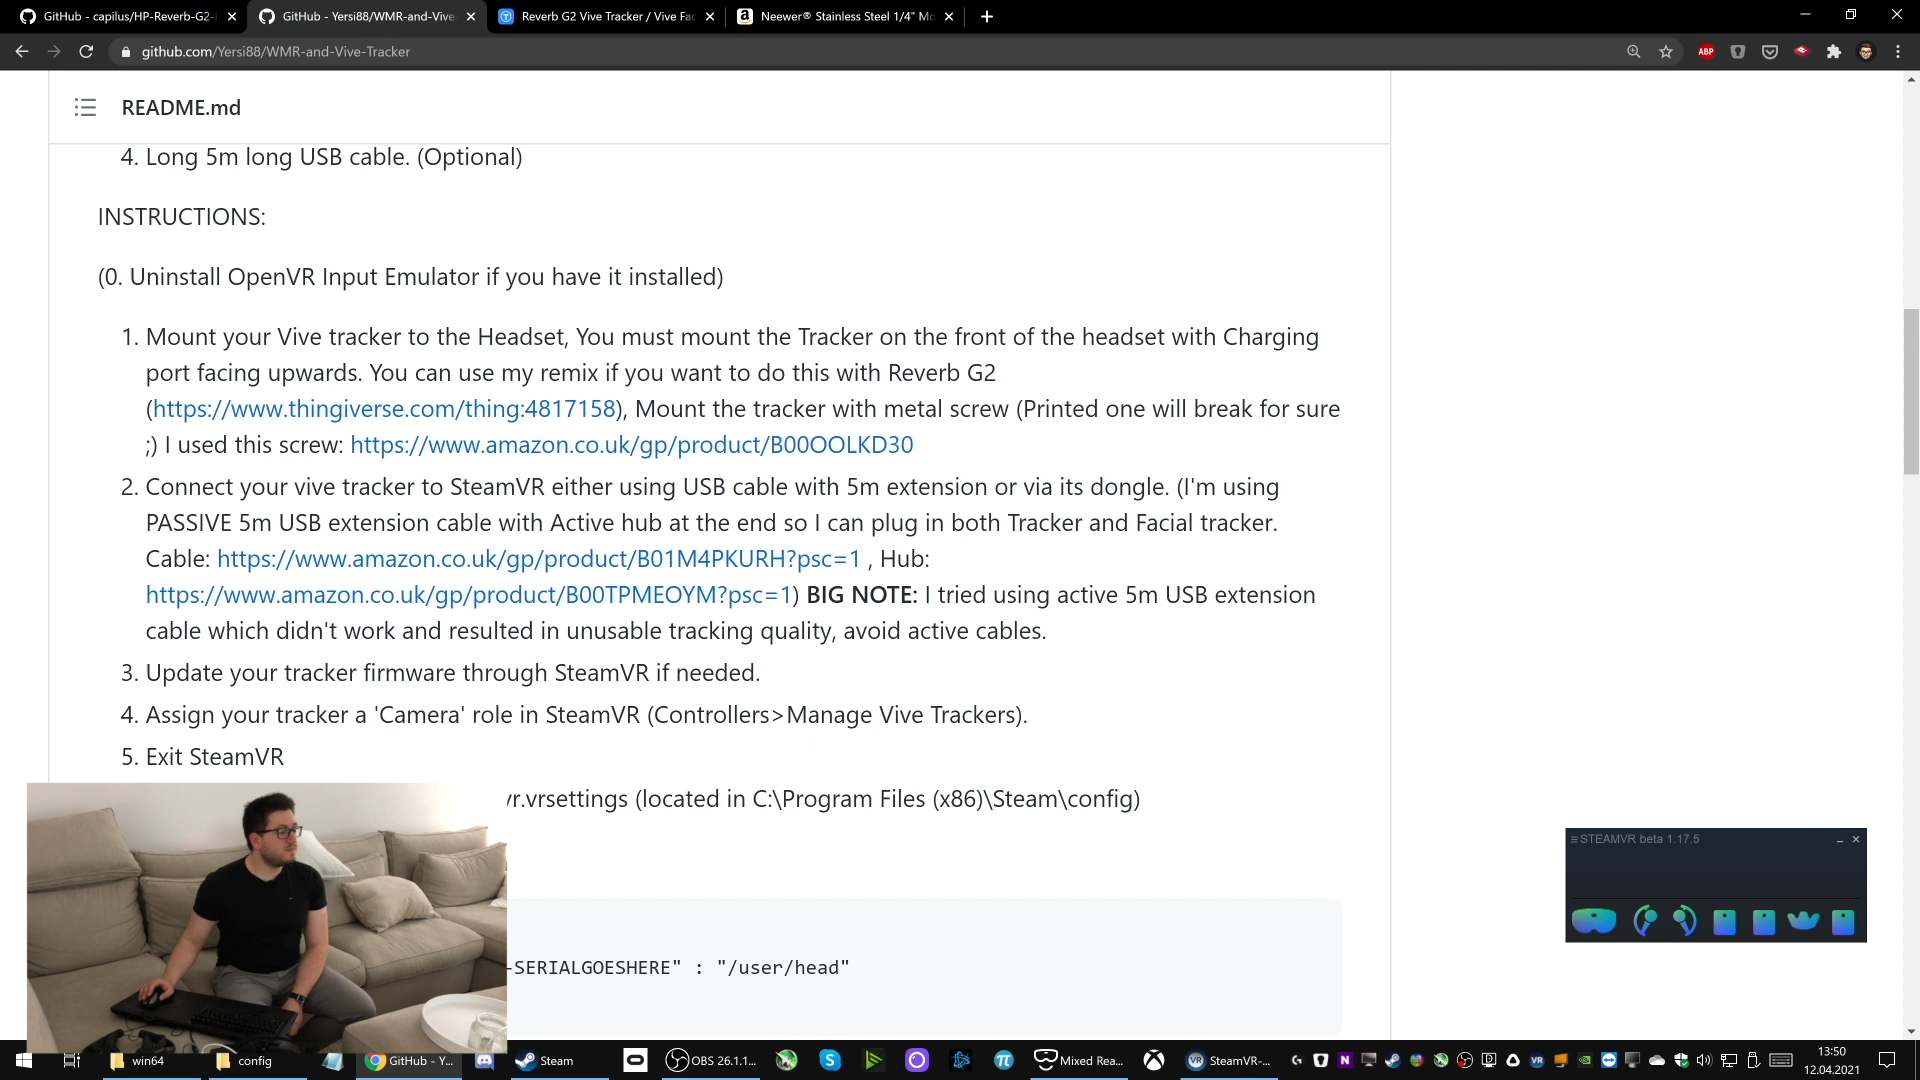 GitHub - capilus/HP-Reverb-G2-i
GitHub - Yersi88/WMR-and-Vive-
Reverb G2 Vive Tracker / Vive Fac
Neewer® Stainless Steel 1/4" Mo
github.com/Yersi88/WMR-and-Vive-Tracker
ABP
README.md
4. Long 5m long USB cable. (Optional)
INSTRUCTIONS:
(0. Uninstall OpenVR Input Emulator if you have it installed)
1. Mount your Vive tracker to the Headset, You must mount the Tracker on the front of the headset with Charging
port facing upwards. You can use my remix if you want to do this with Reverb G2
(https://www.thingiverse.com/thing:4817158), Mount the tracker with metal screw (Printed one will break for sure
;) I used this screw: https://www.amazon.co.uk/gp/product/B00OOLKD30
2. Connect your vive tracker to SteamVR either using USB cable with 5m extension or via its dongle. (I'm using
PASSIVE 5m USB extension cable with Active hub at the end so I can plug in both Tracker and Facial tracker.
Cable: https://www.amazon.co.uk/gp/product/B01M4PKURH?psc=1 , Hub:
https://www.amazon.co.uk/gp/product/B00TPMEOYM?psc=1) BIG NOTE: I tried using active 5m USB extension
cable which didn't work and resulted in unusable tracking quality, avoid active cables.
3. Update your tracker firmware through SteamVR if needed.
4. Assign your tracker a 'Camera' role in SteamVR (Controllers>Manage Vive Trackers).
5. Exit SteamVR
vr.vrsettings (located in C:\Program Files (x86)\Steam\config)
-SERIALGOESHERE" : "/user/head"
STEAMVR beta 1.17.5
win64
config
GitHub - Y...
Steam
OBS 26.1.1...
Mixed Rea...
SteamVR-...
13:50
12.04.2021